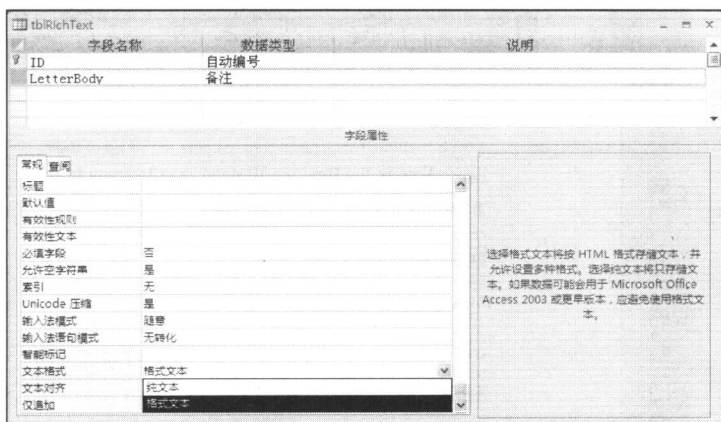 tblRichText
字段名称 数据类型 说明
ID 自动编号
LetterBody 备注
字段属性
常规 查阅
标题
默认值
有效性规则
有效性文本
必填字段 否
允许空字符串 是
索引 无
Unicode 压缩 是
输入法模式 随意
输入法语句模式 无转化
智能标记
文本格式 格式文本
文本对齐 纯文本
仅追加 格式文本
选择格式文本将按 HTML 格式存储文本，并
允许设置多种格式。选择纯文本将只存储文
本。如果数据可能会用于 Microsoft Office
Access 2003 或更早版本，应避免使用格式文
本。